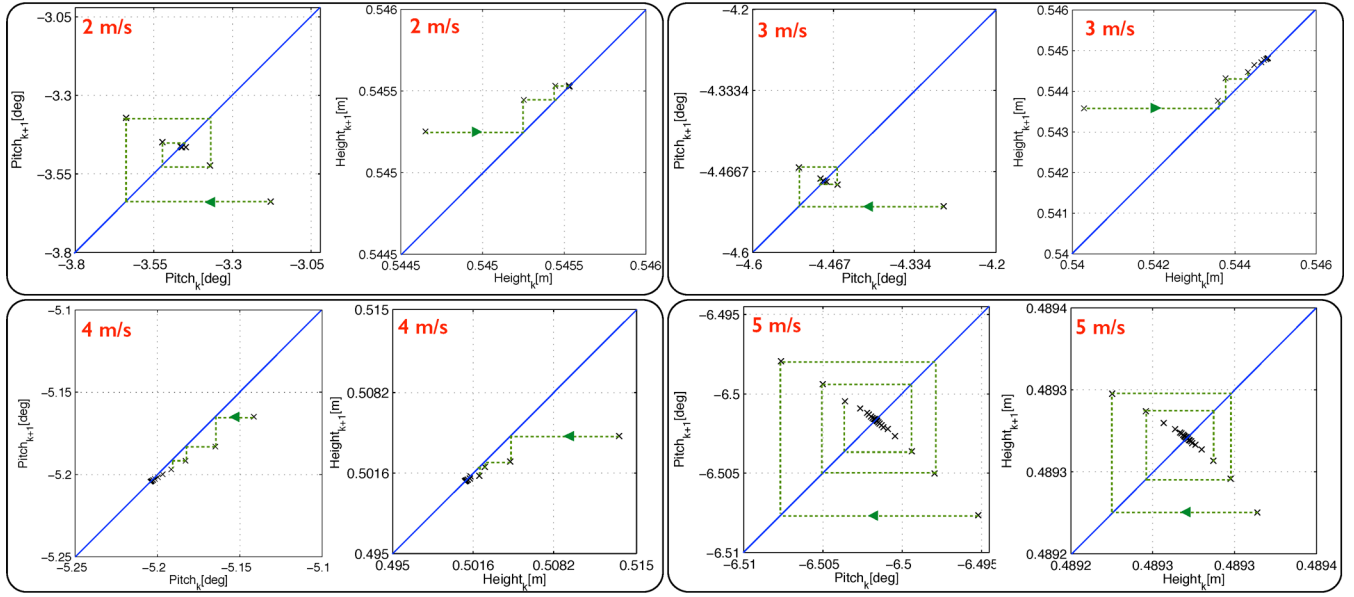 2 m/s
−3.05
−3.3
−3.55
−3.8
Pitch_{k+1}[deg]
−3.8
−3.55
−3.3
−3.05
Pitch_k[deg]
2 m/s
0.546
0.5455
0.545
0.5445
Height_{k+1}[m]
0.5445
0.545
0.5455
0.546
Height_k[m]
3 m/s
−4.2
−4.3334
−4.4667
−4.6
Pitch_{k+1}[deg]
−4.6
−4.467
−4.334
−4.2
Pitch_k[deg]
3 m/s
0.546
0.545
0.544
0.543
0.542
0.541
0.54
Height_{k+1}[m]
0.54
0.542
0.544
0.546
Height_k[m]
4 m/s
−5.1
−5.15
−5.2
−5.25
Pitch_{k+1}[deg]
−5.25
−5.2
−5.15
−5.1
Pitch_k[deg]
4 m/s
0.515
0.5082
0.5016
0.495
Height_{k+1}[m]
0.495
0.5016
0.5082
0.515
Height_k[m]
5 m/s
−6.495
−6.5
−6.505
−6.51
Pitch_{k+1}[deg]
−6.51
−6.505
−6.5
−6.495
Pitch_k[deg]
5 m/s
0.4894
0.4893
0.4893
0.4892
Height_{k+1}[m]
0.4892
0.4893
0.4893
0.4894
Height_k[m]